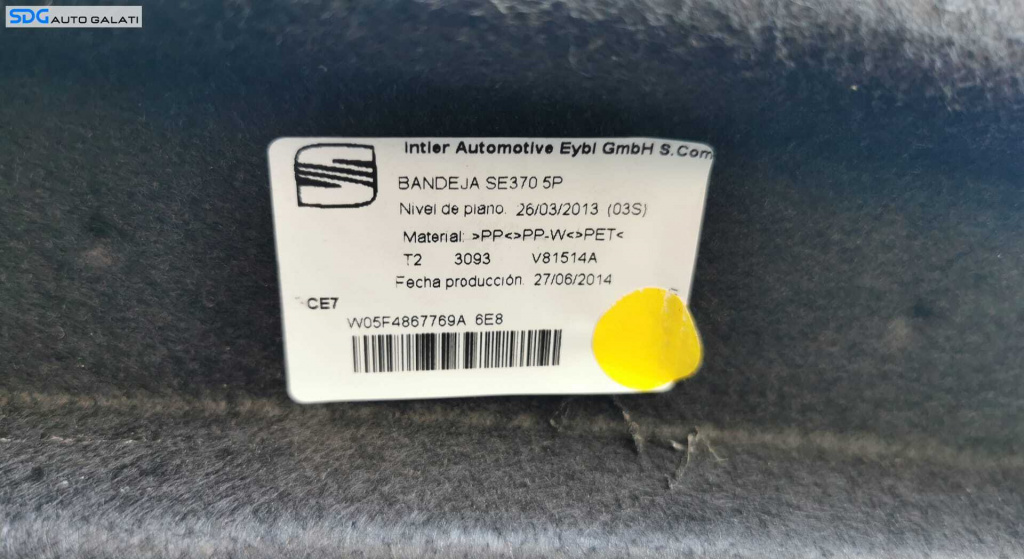 SDG AUTO GALATI
Intier Automotive Eybl GmbH S.Com
BANDEJA SE370 5P
Nivel de plano. 26/03/2013 (03S)
Material: >PP<>PP-W<>PET<
T2 3093 V81514A
Fecha producción. 27/06/2014
CE7
W05F4867769A 6E8